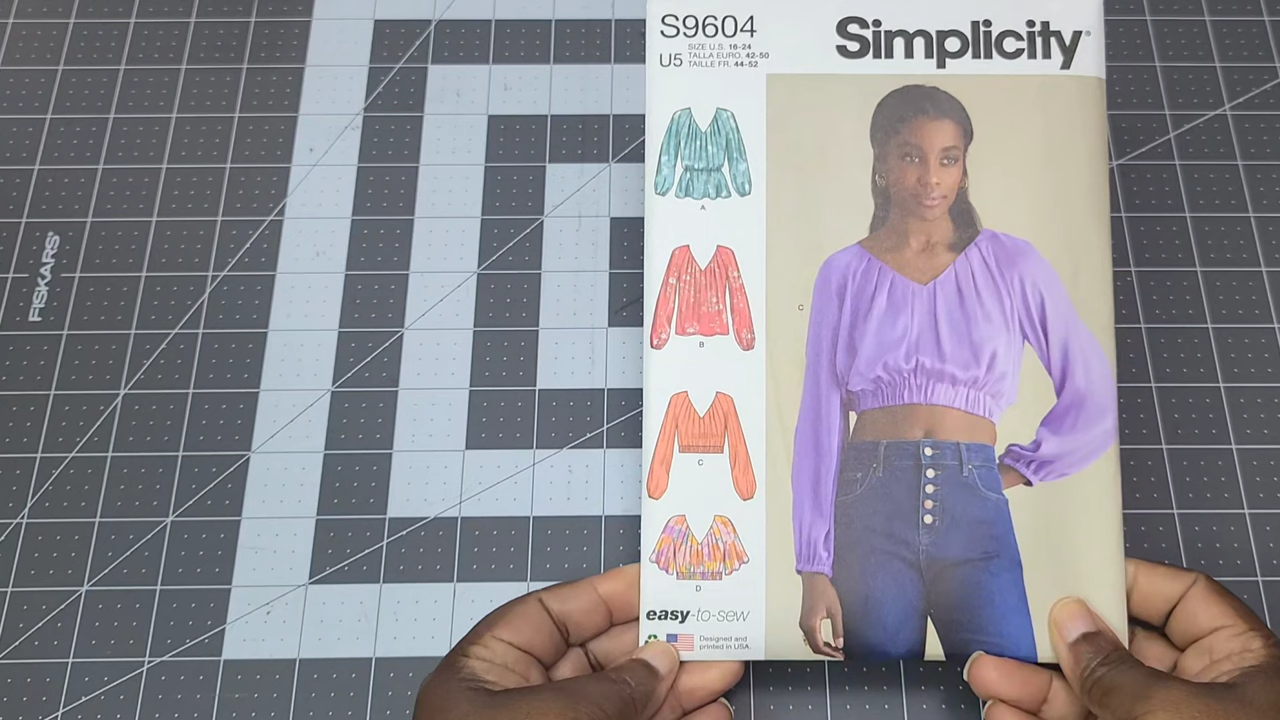 FISKARS®
S9604
U5
SIZE U.S. 16-24
TALLA EURO. 42-50
TAILLE FR. 44-52
Simplicity®
A
B
C
D
C
easy-to-sew
Designed and
printed in USA.